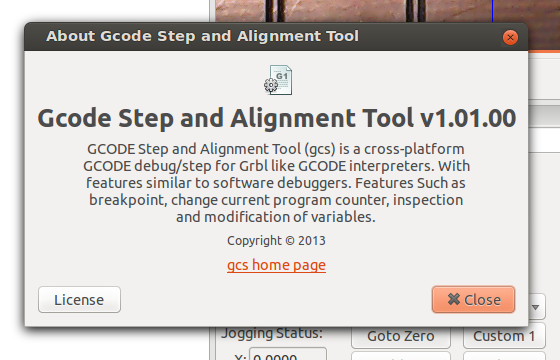 About Gcode Step and Alignment Tool
G1
Gcode Step and Alignment Tool v1.01.00
GCODE Step and Alignment Tool (gcs) is a cross-platform
GCODE debug/step for Grbl like GCODE interpreters. With
features similar to software debuggers. Features Such as
breakpoint, change current program counter, inspection
and modification of variables.
Copyright © 2013
gcs home page
License
Close
Jogging Status:
Goto Zero
Custom 1
X:
0.0000